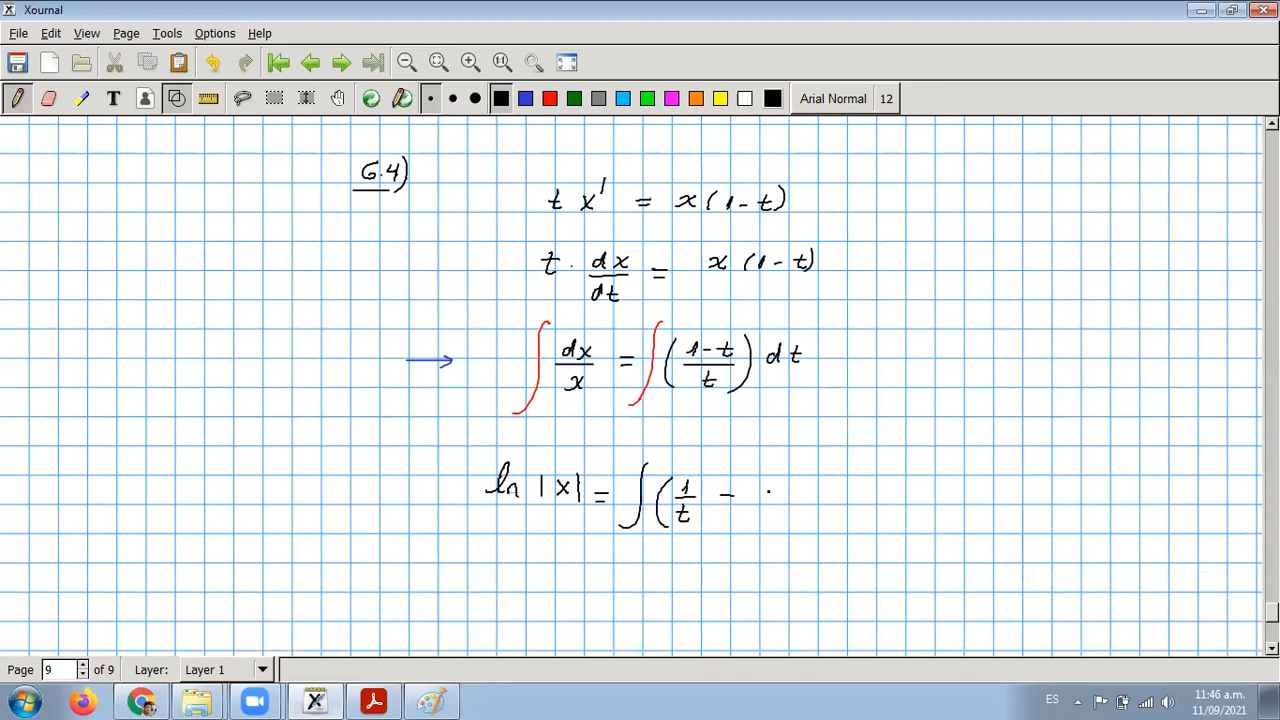 Xournal
File Edit View Page Tools Options Help
Arial Normal 12
6.4)
t x' = x(1-t)
t · dx/dt = x (1-t)
∫ dx/x = ∫ ((1-t)/t) dt
ln |x| = ∫ (1/t -
Page 9 of 9 Layer: Layer 1
ES 11:46 a.m.
11/09/2021